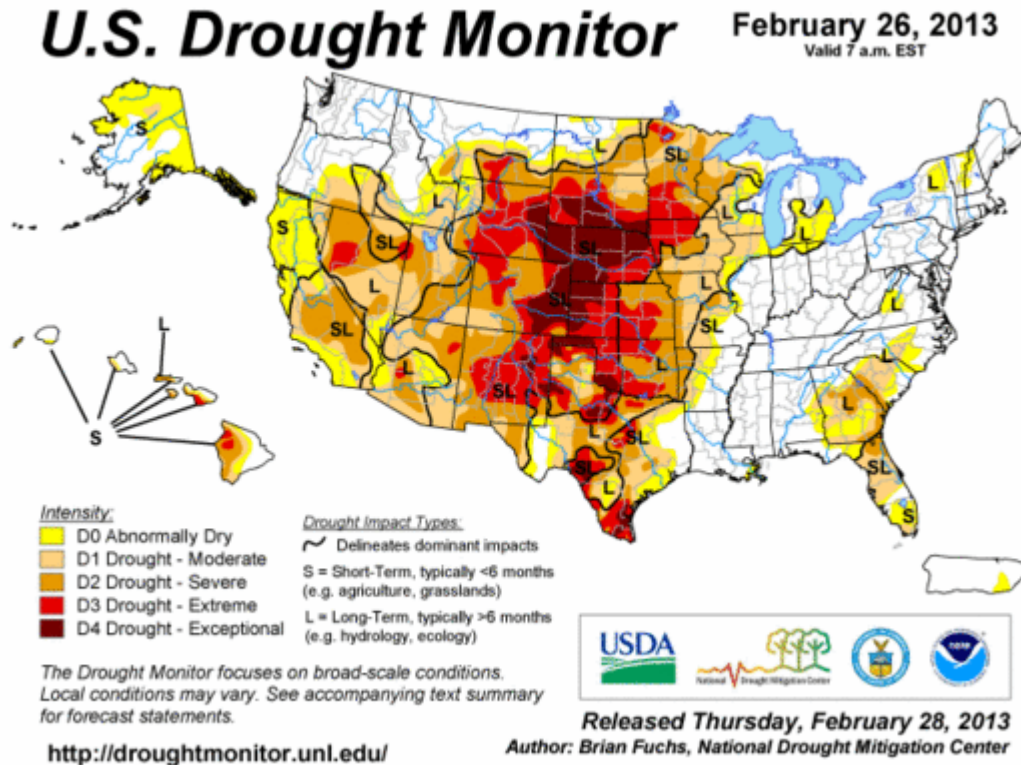 U.S. Drought Monitor
February 26, 2013
Valid 7 a.m. EST
S
L
SL
L
L
SL
L
S
SL
L
L
L
SL
SL
L
SL
SL
L
L
L
L
S
SL
L
SL
L
SL
L
SL
L
S
Intensity:
D0 Abnormally Dry
D1 Drought - Moderate
D2 Drought - Severe
D3 Drought - Extreme
D4 Drought - Exceptional
Drought Impact Types:
Delineates dominant impacts
S = Short-Term, typically <6 months
(e.g. agriculture, grasslands)
L = Long-Term, typically >6 months
(e.g. hydrology, ecology)
The Drought Monitor focuses on broad-scale conditions.
Local conditions may vary. See accompanying text summary
for forecast statements.
http://droughtmonitor.unl.edu/
USDA
National Drought Mitigation Center
Released Thursday, February 28, 2013
Author: Brian Fuchs, National Drought Mitigation Center